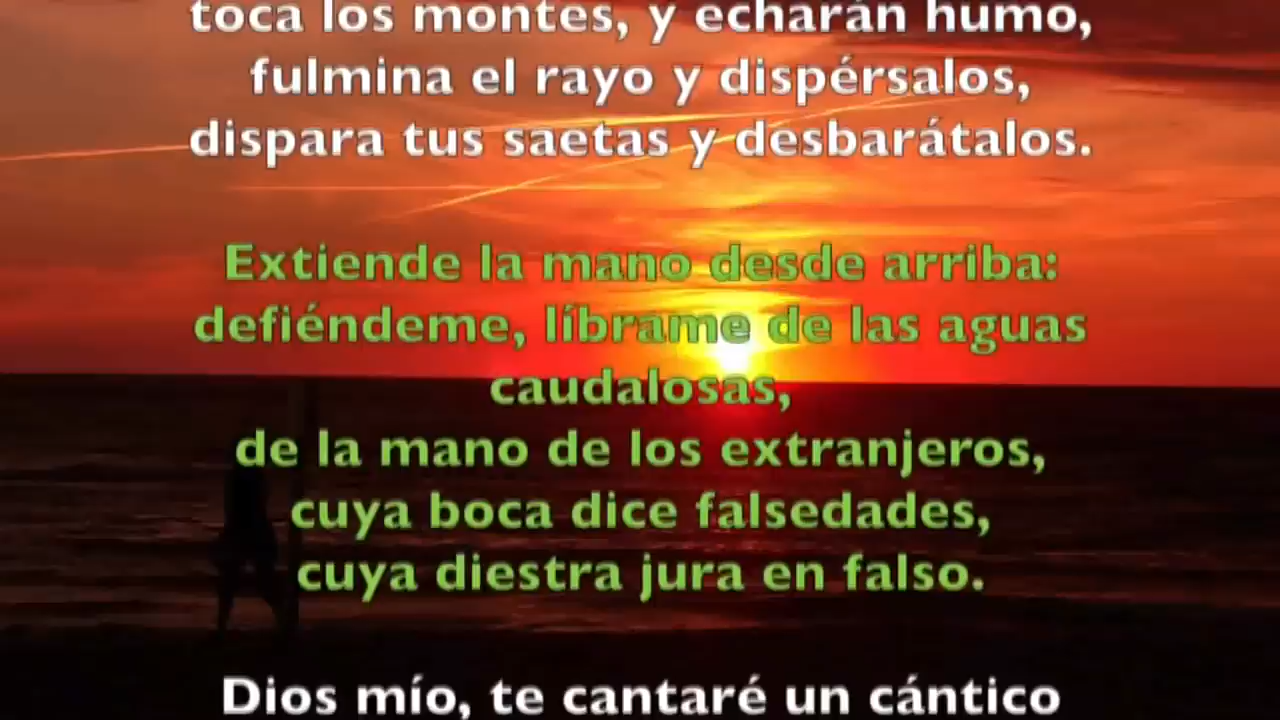 toca los montes, y echarán humo,
fulmina el rayo y dispérsalos,
dispara tus saetas y desbarátalos.
Extiende la mano desde arriba:
defiéndeme, líbrame de las aguas
caudalosas,
de la mano de los extranjeros,
cuya boca dice falsedades,
cuya diestra jura en falso.
Dios mío, te cantaré un cántico